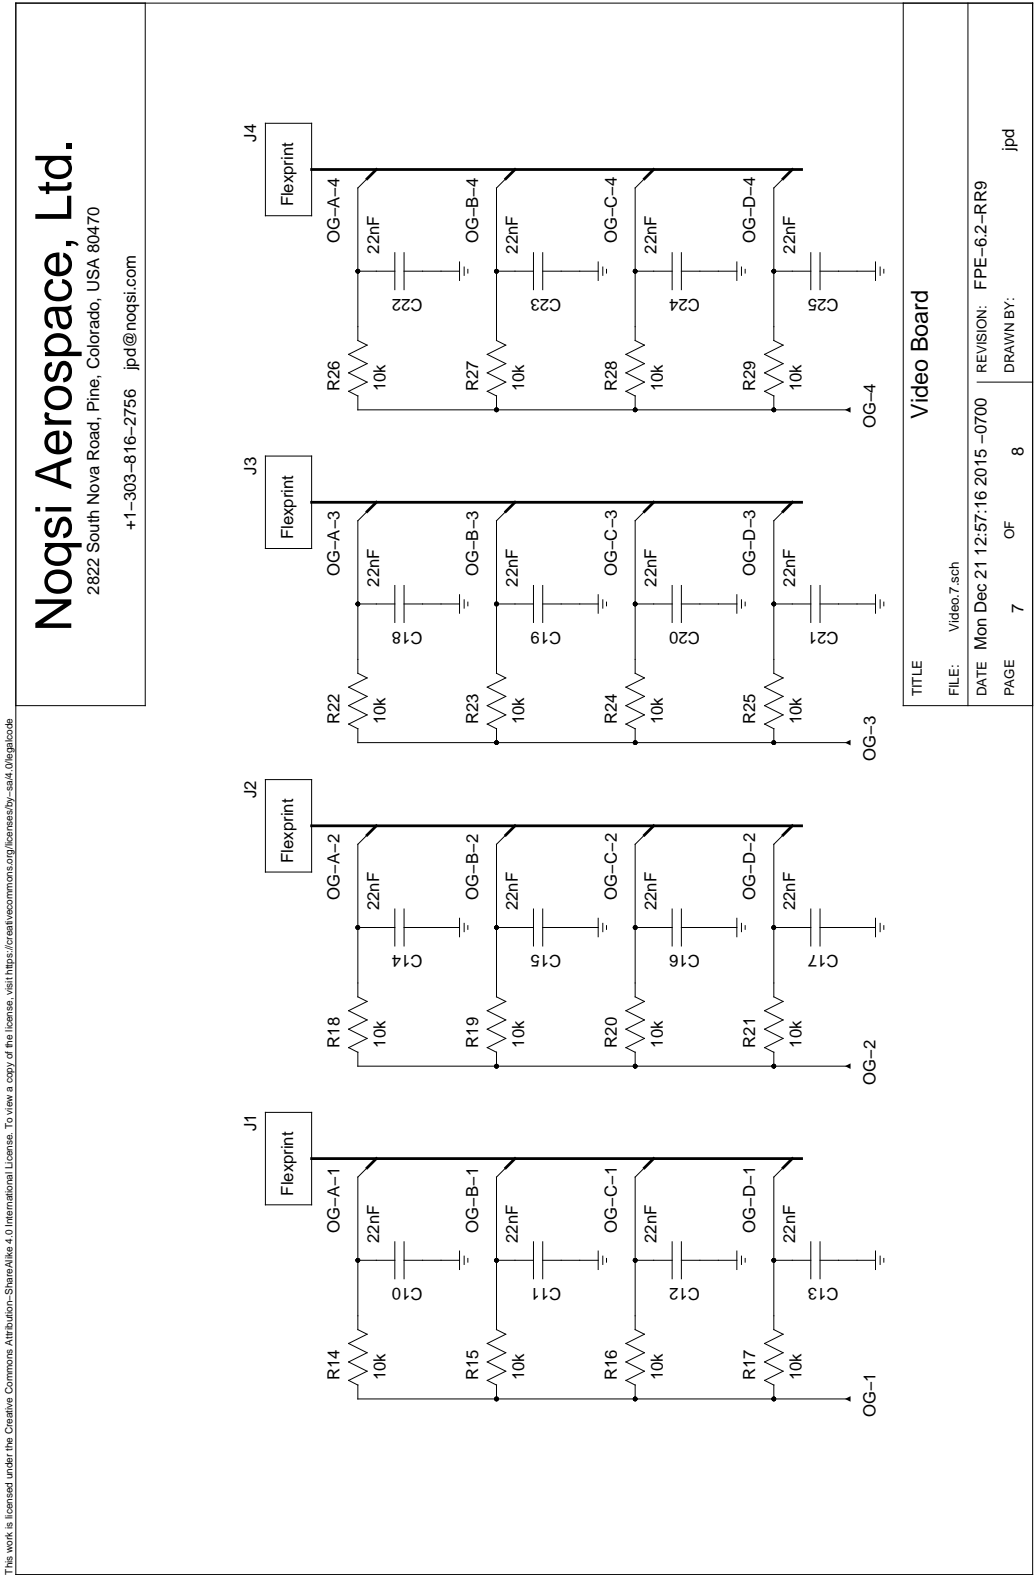 This work is licensed under the Creative Commons Attribution−ShareAlike 4.0 International License. To view a copy of the license, visit https://creativecommons.org/licenses/by−sa/4.0/legalcode
Noqsi Aerospace, Ltd.
2822 South Nova Road, Pine, Colorado, USA 80470
+1−303−816−2756 jpd@noqsi.com
J1
Flexprint
OG−A−1
R14
10k
22nF
C10
OG−B−1
R15
10k
22nF
C11
OG−C−1
R16
10k
22nF
C12
OG−D−1
R17
10k
22nF
C13
OG−1
J2
Flexprint
OG−A−2
R18
10k
22nF
C14
OG−B−2
R19
10k
22nF
C15
OG−C−2
R20
10k
22nF
C16
OG−D−2
R21
10k
22nF
C17
OG−2
J3
Flexprint
OG−A−3
R22
10k
22nF
C18
OG−B−3
R23
10k
22nF
C19
OG−C−3
R24
10k
22nF
C20
OG−D−3
R25
10k
22nF
C21
OG−3
J4
Flexprint
OG−A−4
R26
10k
22nF
C22
OG−B−4
R27
10k
22nF
C23
OG−C−4
R28
10k
22nF
C24
OG−D−4
R29
10k
22nF
C25
OG−4
TITLE
Video Board
FILE: Video.7.sch
DATE Mon Dec 21 12:57:16 2015 −0700 REVISION: FPE−6.2−RR9
PAGE 7 OF 8 DRAWN BY: jpd